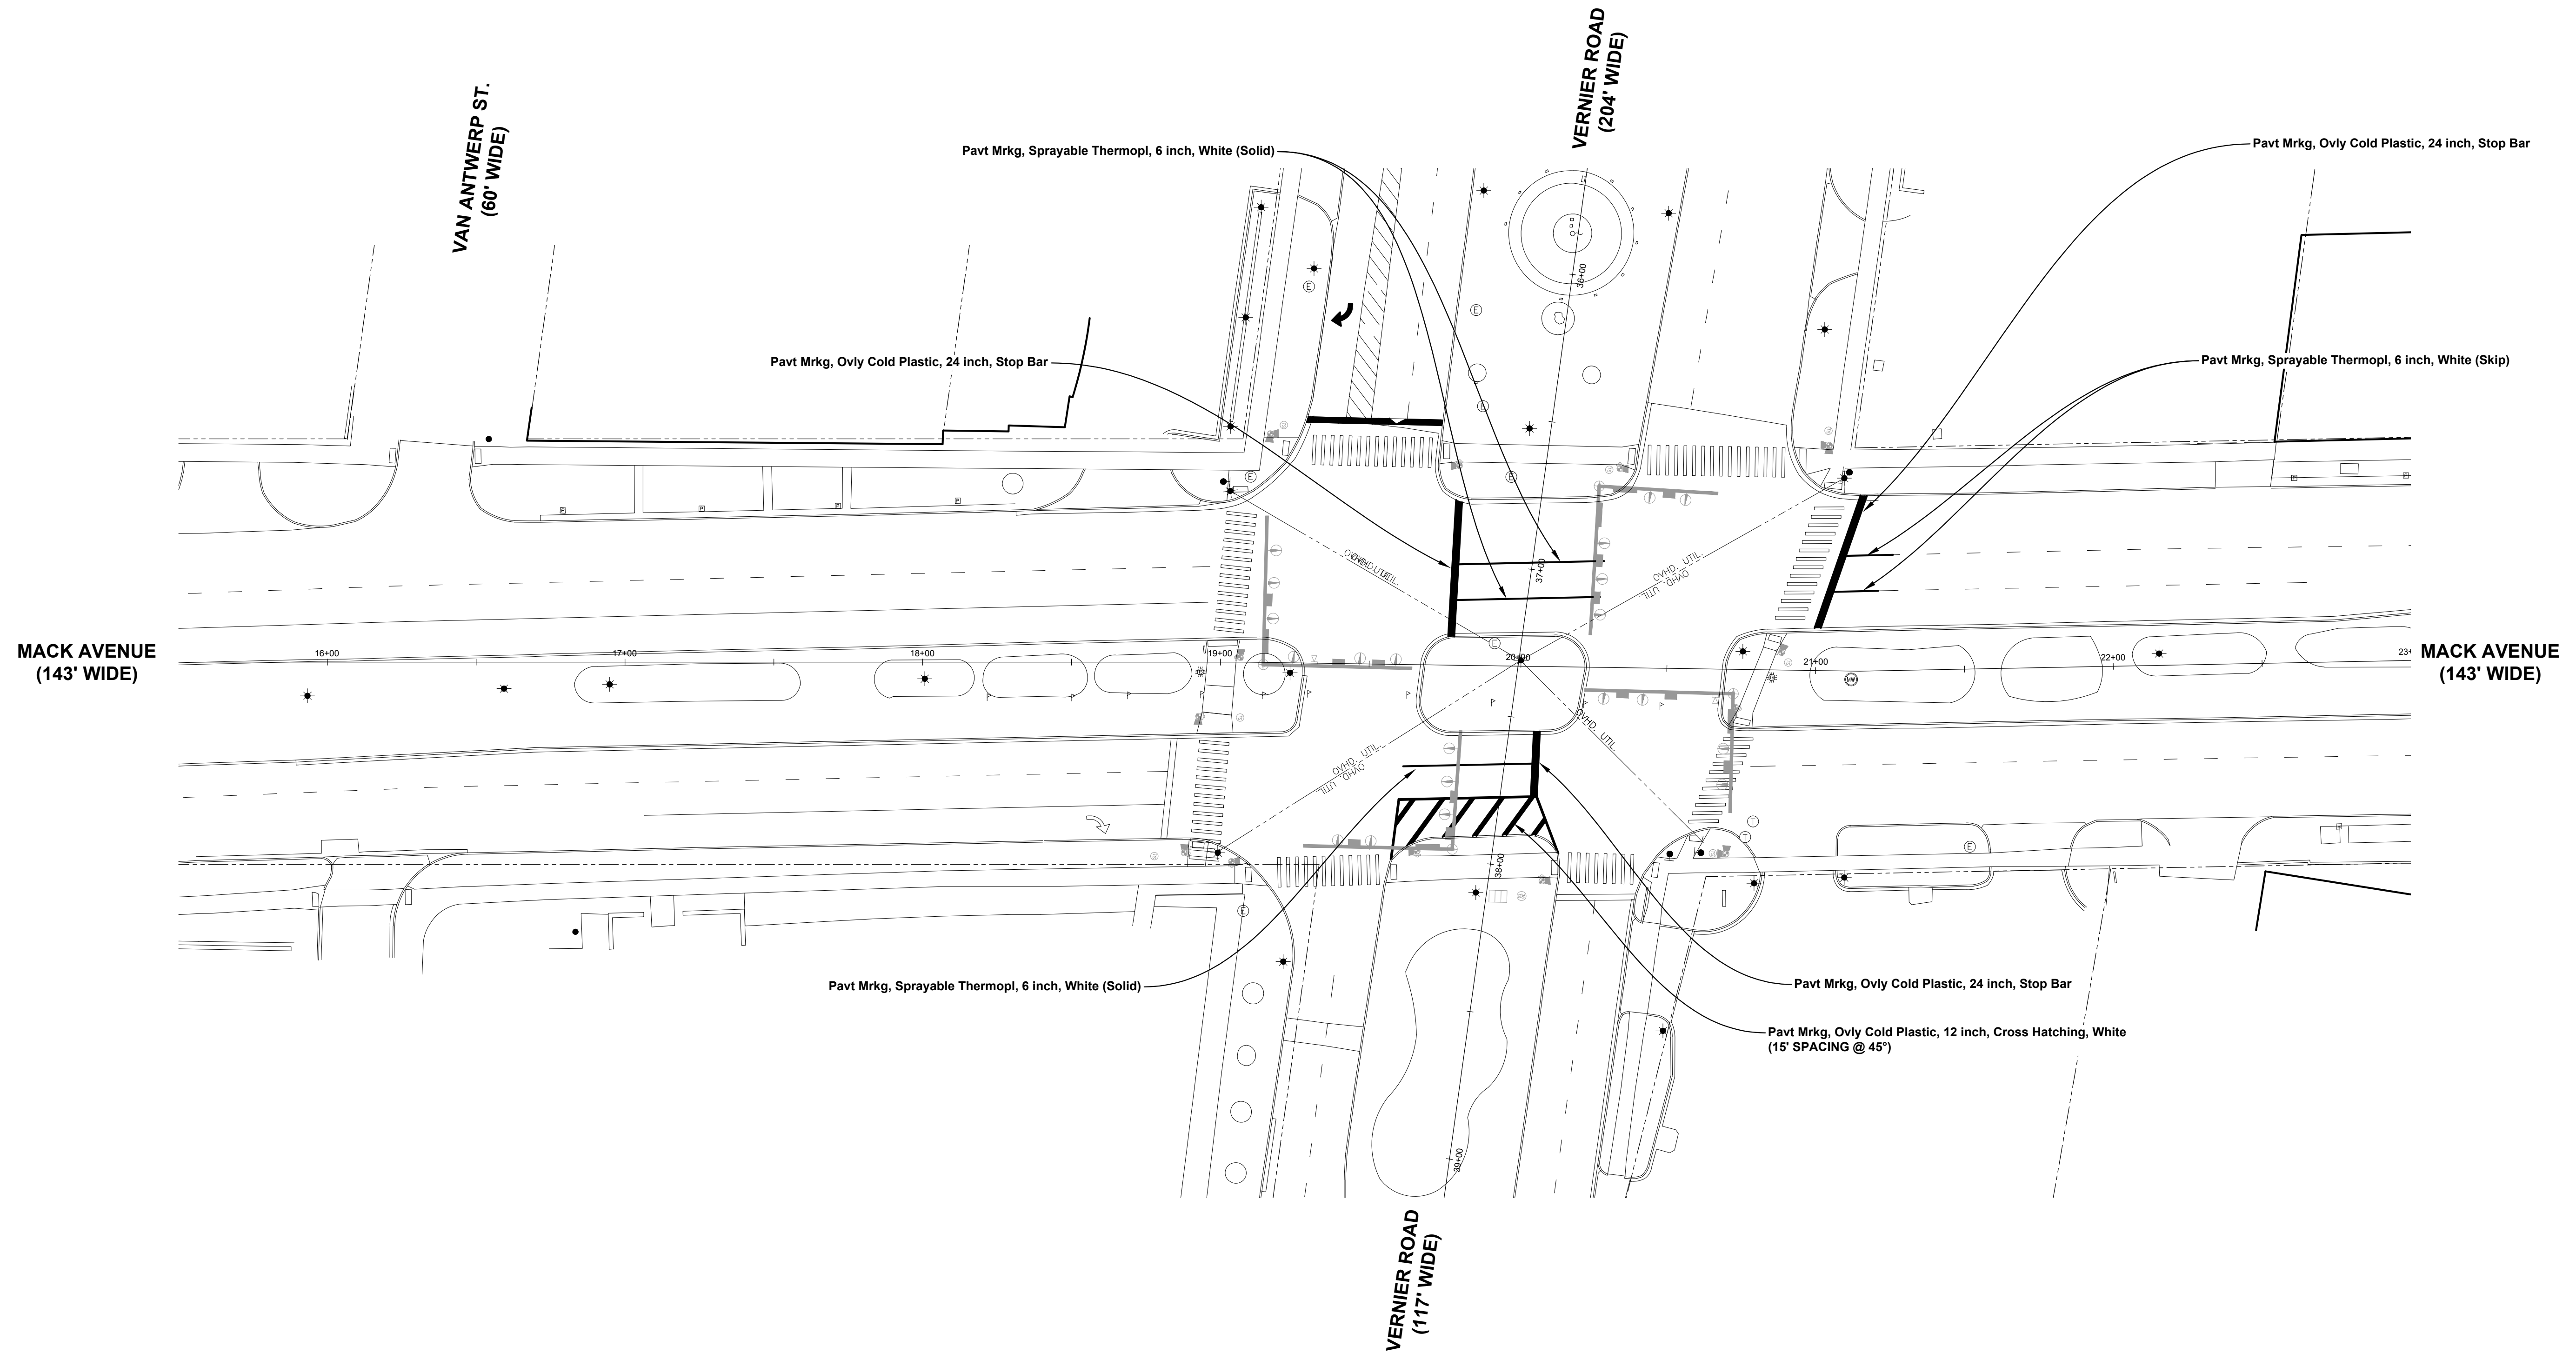 VERNIER ROAD
(204' WIDE)
VAN ANTWERP ST.
(60' WIDE)
Pavt Mrkg, Sprayable Thermopl, 6 inch, White (Solid)
Pavt Mrkg, Ovly Cold Plastic, 24 inch, Stop Bar
Pavt Mrkg, Ovly Cold Plastic, 24 inch, Stop Bar
Pavt Mrkg, Sprayable Thermopl, 6 inch, White (Skip)
36+00
E
E
E
E
E
P
P
P
P
P
P
OVHD. UTIL.
OVHD. UTIL.
OVHD. UTIL.
37+00
E
MACK AVENUE
(143' WIDE)
16+00
17+00
18+00
19+00
20+00
21+00
22+00
23+
MACK AVENUE
(143' WIDE)
MW
OVHD. UTIL.
OVHD. UTIL.
OVHD. UTIL.
T
T
E
38+00
E
Pavt Mrkg, Sprayable Thermopl, 6 inch, White (Solid)
Pavt Mrkg, Ovly Cold Plastic, 24 inch, Stop Bar
Pavt Mrkg, Ovly Cold Plastic, 12 inch, Cross Hatching, White
(15' SPACING @ 45°)
39+00
VERNIER ROAD
(117' WIDE)